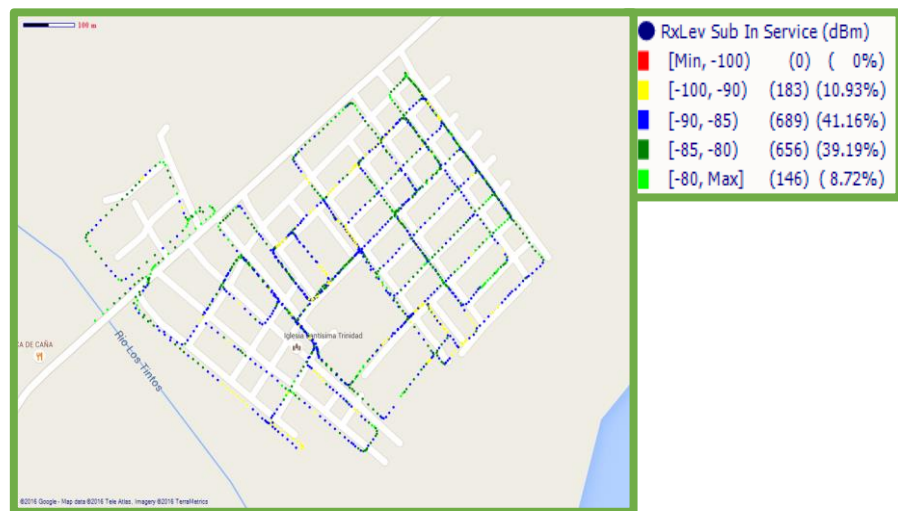 100 m
RxLev Sub In Service (dBm)
[Min, -100) (0) ( 0%)
[-100, -90) (183) (10.93%)
[-90, -85) (689) (41.16%)
[-85, -80) (656) (39.19%)
[-80, Max] (146) ( 8.72%)
Iglesia Santisima Trinidad
CA DE CAÑA
Rio Los Tintos
©2016 Google - Map data ©2016 Tele Atlas, Imagery ©2016 TerraMetrics